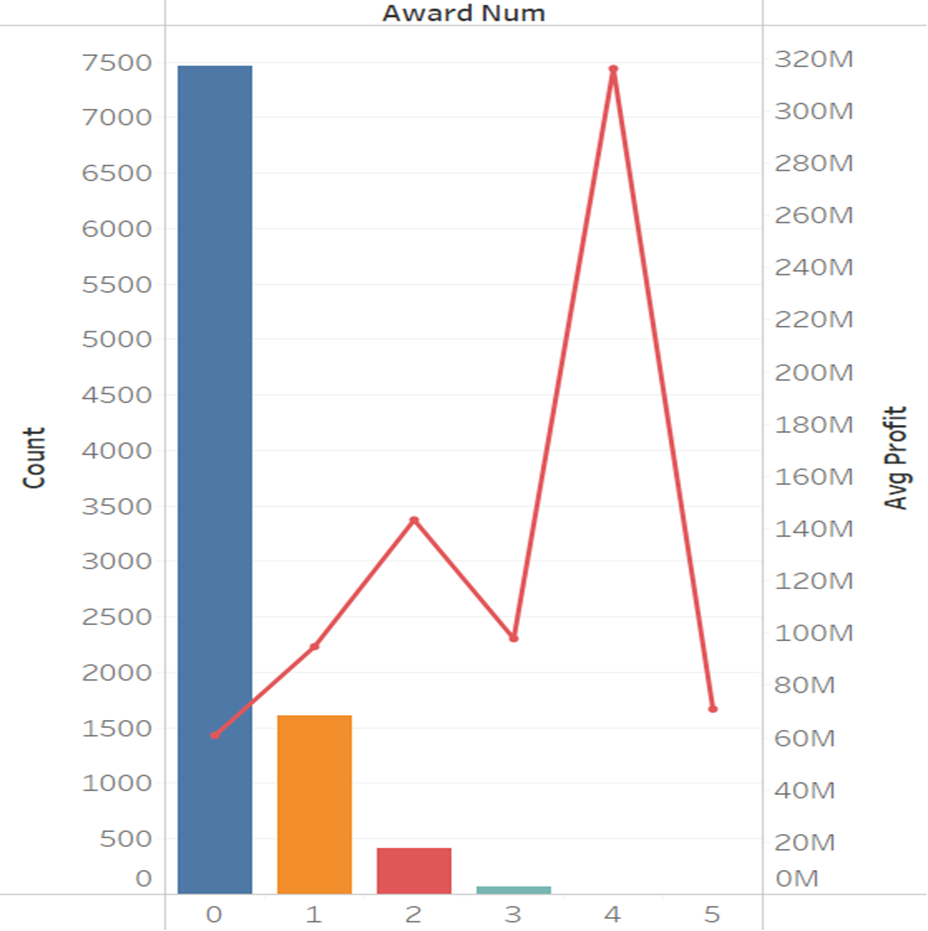 Award Num
Count
7500
7000
6500
6000
5500
5000
4500
4000
3500
3000
2500
2000
1500
1000
500
0
320M
300M
280M
260M
240M
220M
200M
180M
160M
140M
120M
100M
80M
60M
40M
20M
0M
Avg Profit
0 1 2 3 4 5